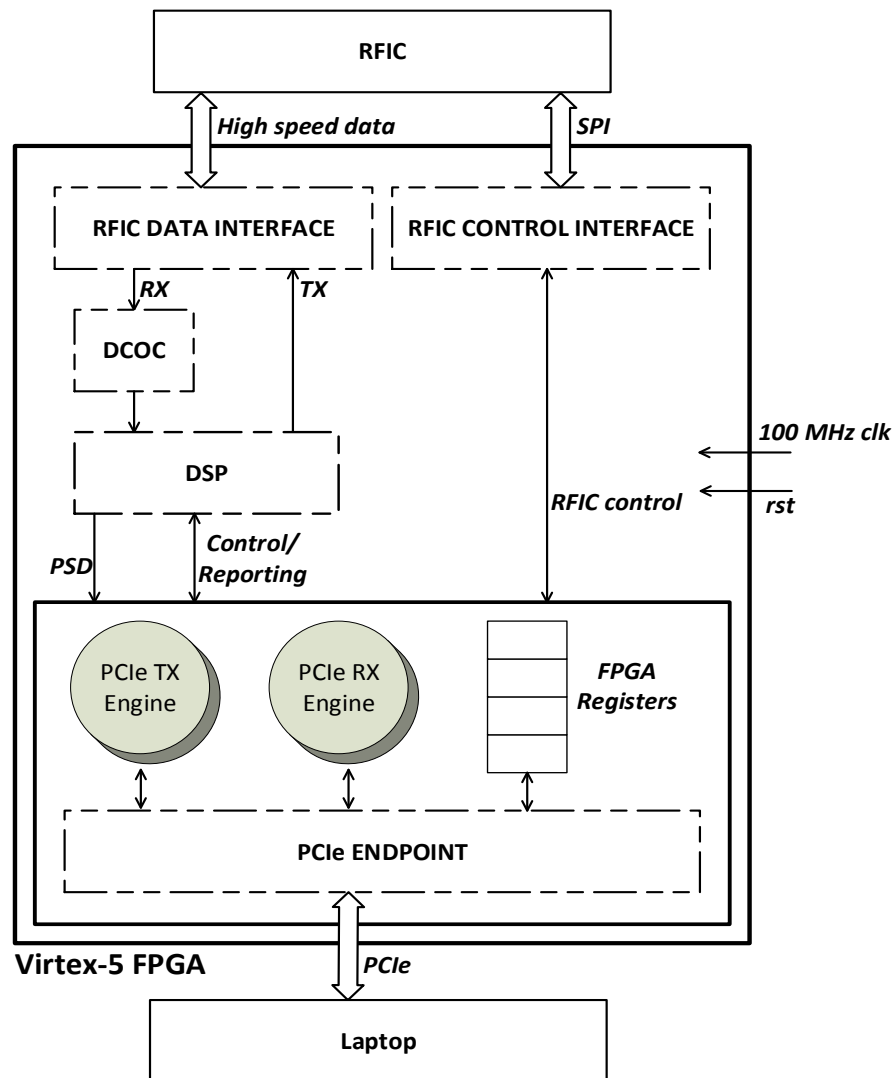 RFIC
High speed data
SPI
RFIC DATA INTERFACE
RFIC CONTROL INTERFACE
RX
TX
DCOC
100 MHz clk
DSP
RFIC control
rst
PSD
Control/
Reporting
PCIe TX
Engine
PCIe RX
Engine
FPGA
Registers
PCIe ENDPOINT
Virtex-5 FPGA
PCIe
Laptop